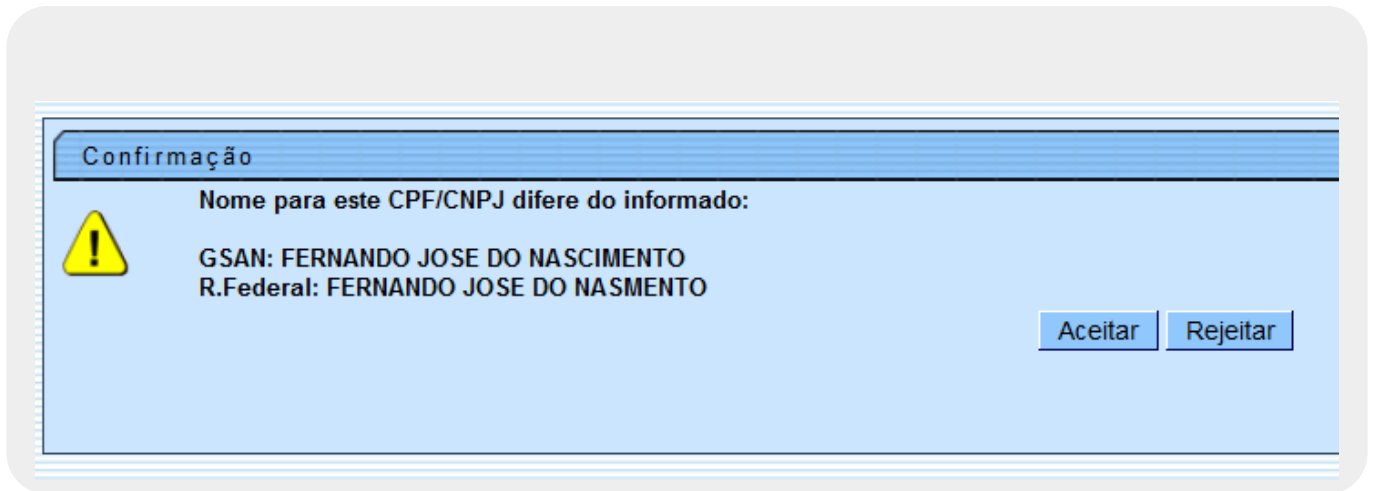 Confirmação
Nome para este CPF/CNPJ difere do informado:
GSAN: FERNANDO JOSE DO NASCIMENTO
R.Federal: FERNANDO JOSE DO NASMENTO
Aceitar Rejeitar